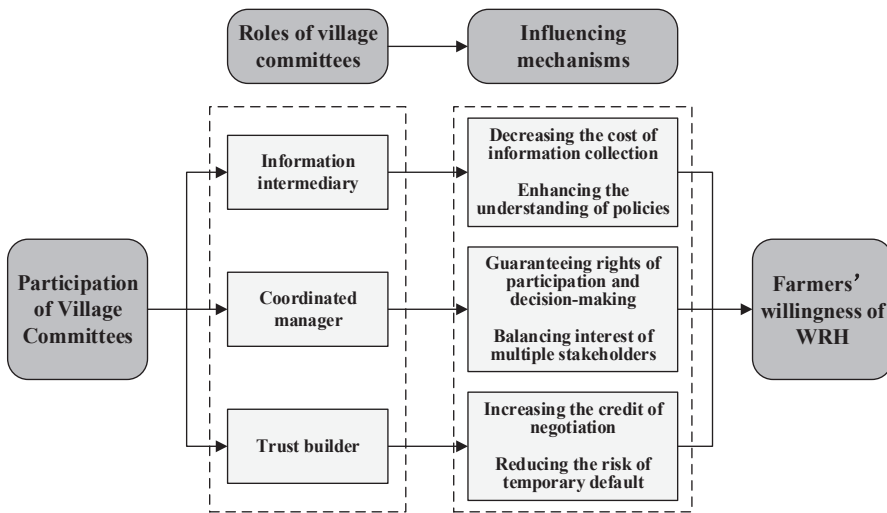 Roles of village
committees
Influencing
mechanisms
Participation
of Village
Committees
Information
intermediary
Coordinated
manager
Trust builder
Decreasing the cost of
information collection
Enhancing the
understanding of policies
Guaranteeing rights of
participation and
decision-making
Balancing interest of
multiple stakeholders
Increasing the credit of
negotiation
Reducing the risk of
temporary default
Farmers’
willingness of
WRH